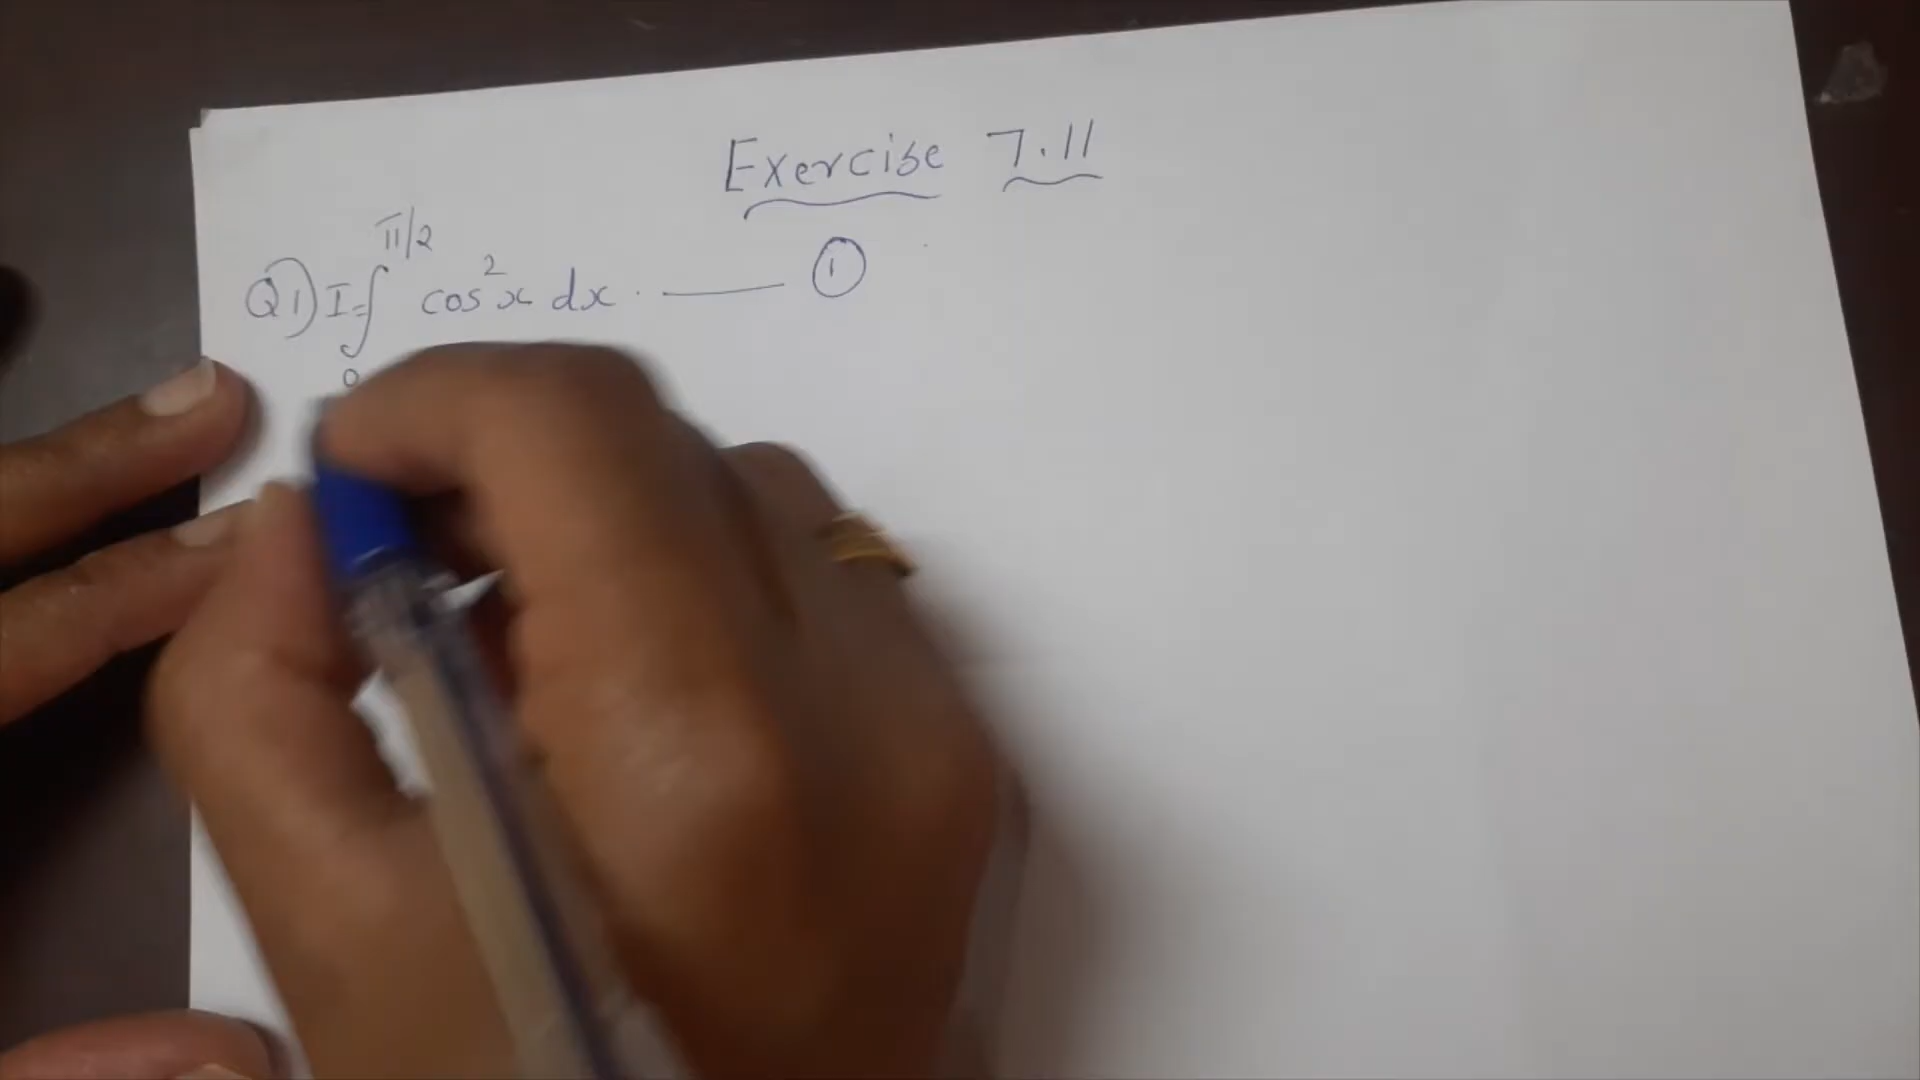 Exercise 7.11
Q1) I = ∫₀^π/2 cos²x dx. —— ①